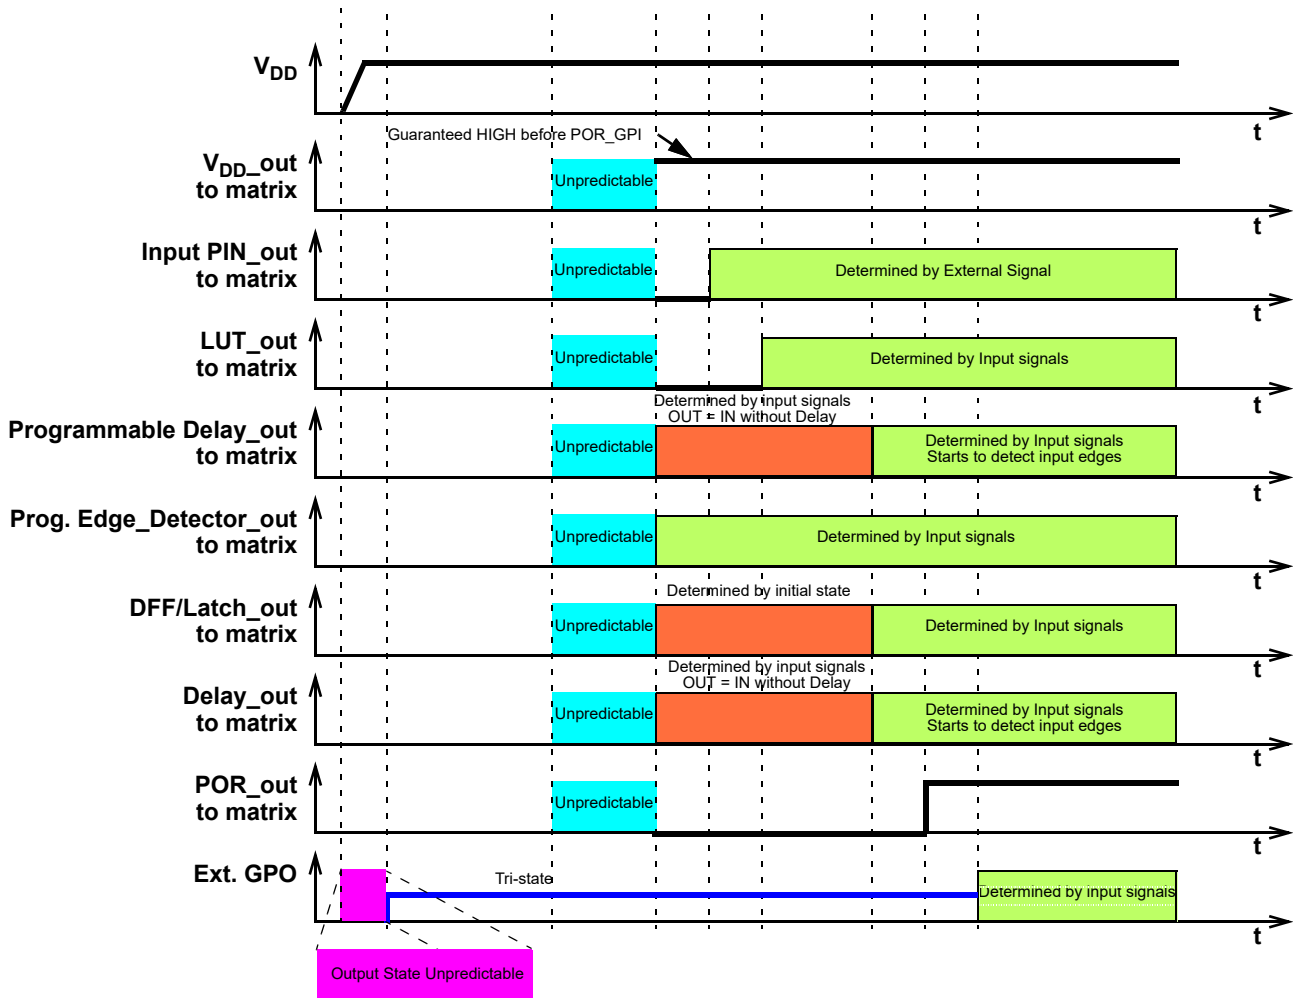 V_DD
t
Guaranteed HIGH before POR_GPI
V_DD_out
to matrix
Unpredictable
t
Input PIN_out
to matrix
Unpredictable
Determined by External Signal
t
LUT_out
to matrix
Unpredictable
Determined by Input signals
t
Determined by input signals
OUT = IN without Delay
Programmable Delay_out
to matrix
Unpredictable
Determined by Input signals
Starts to detect input edges
t
Prog. Edge_Detector_out
to matrix
Unpredictable
Determined by Input signals
t
Determined by initial state
DFF/Latch_out
to matrix
Unpredictable
Determined by Input signals
t
Determined by input signals
OUT = IN without Delay
Delay_out
to matrix
Unpredictable
Determined by Input signals
Starts to detect input edges
t
POR_out
to matrix
Unpredictable
t
Ext. GPO
Tri-state
Determined by input signals
t
Output State Unpredictable